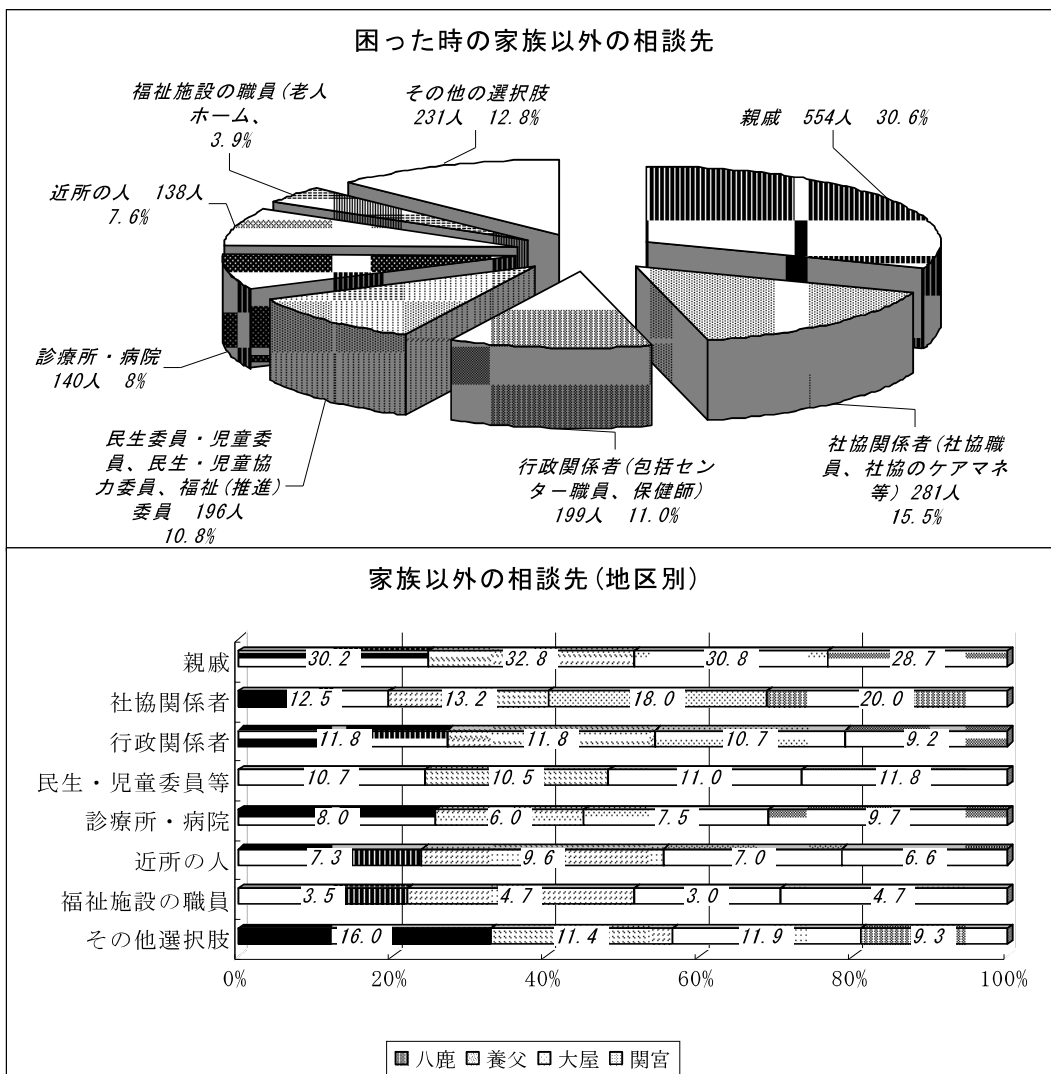 困った時の家族以外の相談先
福祉施設の職員(老人
ホーム、
3.9%
その他の選択肢
231人 12.8%
親戚 554人 30.6%
近所の人 138人
7.6%
診療所・病院
140人 8%
民生委員・児童委
員、民生・児童協
力委員、福祉(推進)
委員 196人
10.8%
行政関係者(包括セン
ター職員、保健師)
199人 11.0%
社協関係者(社協職
員、社協のケアマネ
等) 281人
15.5%
家族以外の相談先(地区別)
親戚 30.2 32.8 30.8 28.7
社協関係者 12.5 13.2 18.0 20.0
行政関係者 11.8 11.8 10.7 9.2
民生・児童委員等 10.7 10.5 11.0 11.8
診療所・病院 8.0 6.0 7.5 9.7
近所の人 7.3 9.6 7.0 6.6
福祉施設の職員 3.5 4.7 3.0 4.7
その他選択肢 16.0 11.4 11.9 9.3
0% 20% 40% 60% 80% 100%
八鹿 養父 大屋 関宮